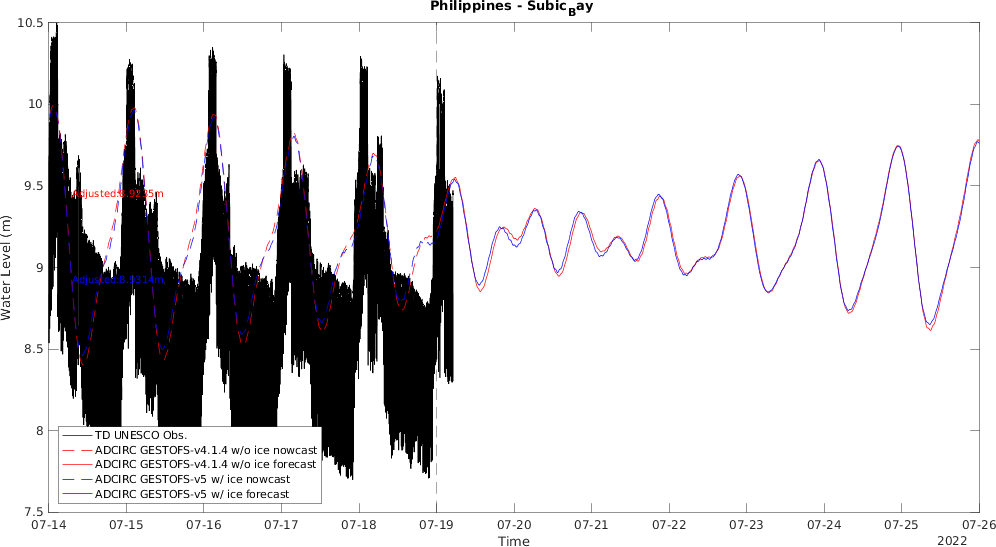 Philippines - Subic_Bay
10.5
10
9.5
9
8.5
8
7.5
Water Level (m)
TD UNESCO Obs.
ADCIRC GESTOFS-v4.1.4 w/o ice nowcast
ADCIRC GESTOFS-v4.1.4 w/o ice forecast
ADCIRC GESTOFS-v5 w/ ice nowcast
ADCIRC GESTOFS-v5 w/ ice forecast
07-14 07-15 07-16 07-17 07-18 07-19 07-20 07-21 07-22 07-23 07-24 07-25 07-26
Time
2022